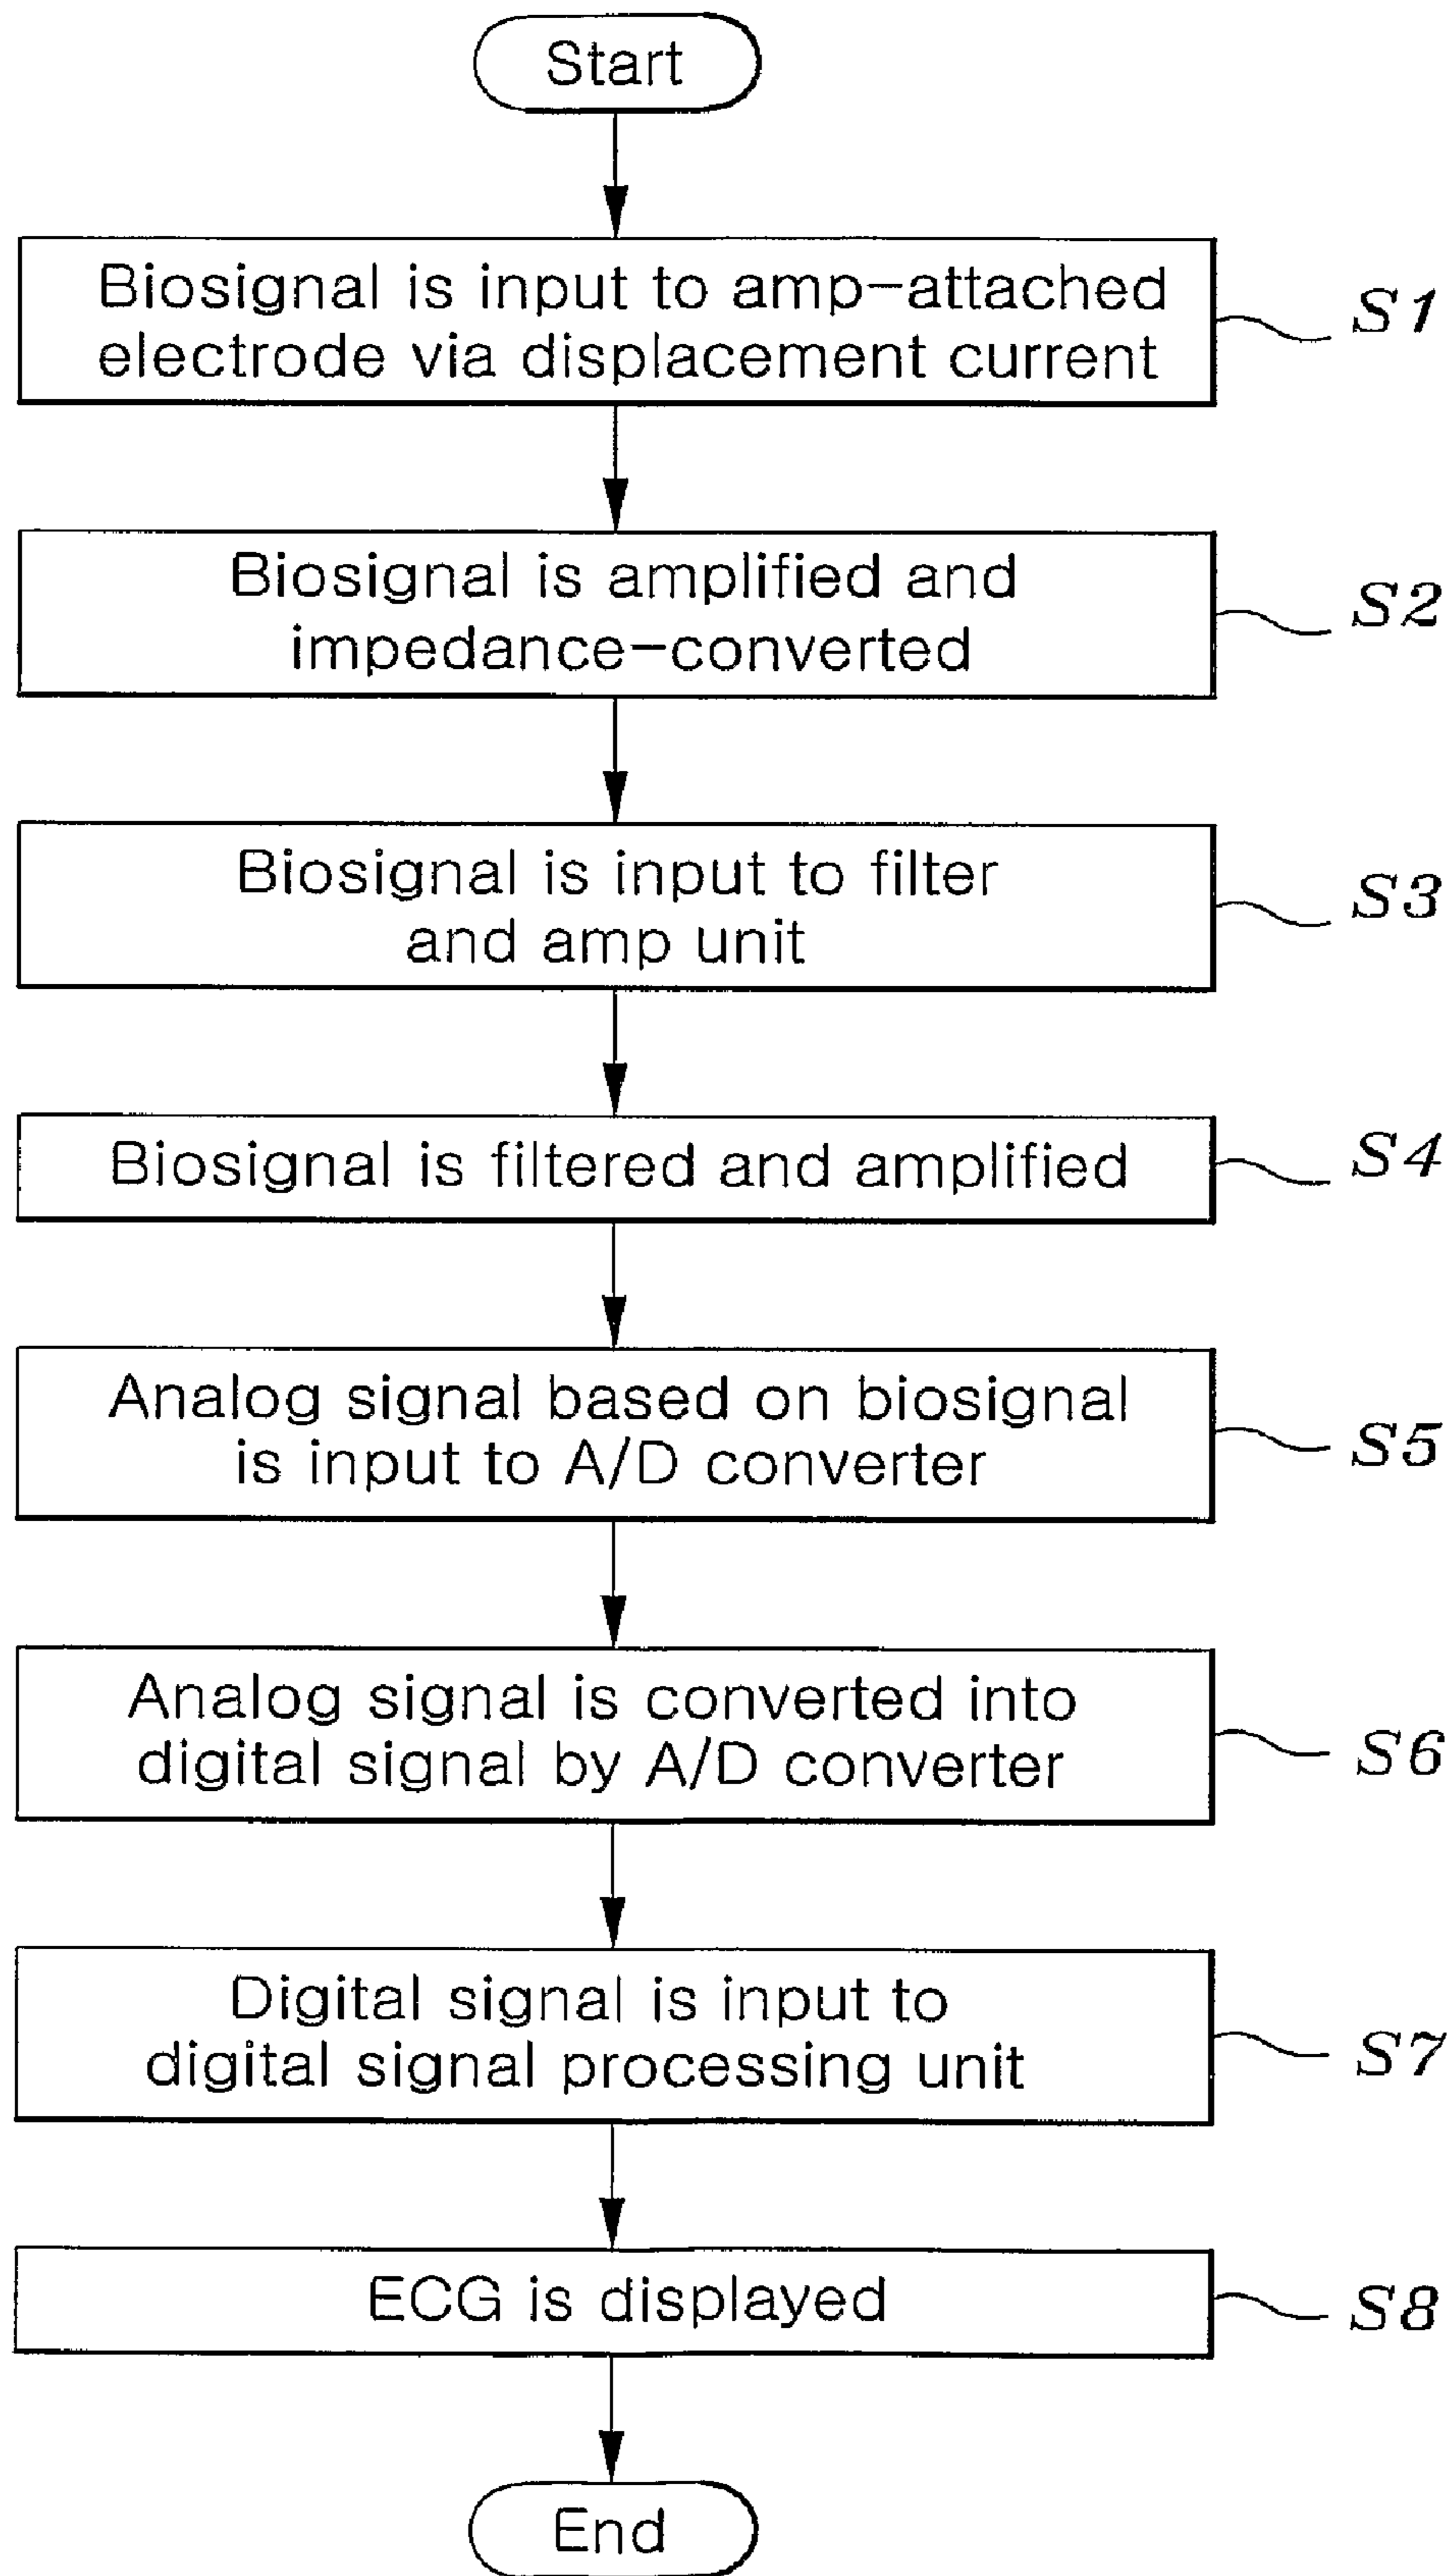 Start
Biosignal is input to amp-attached
electrode via displacement current
S1
Biosignal is amplified and
impedance-converted
S2
Biosignal is input to filter
and amp unit
S3
Biosignal is filtered and amplified
S4
Analog signal based on biosignal
is input to A/D converter
S5
Analog signal is converted into
digital signal by A/D converter
S6
Digital signal is input to
digital signal processing unit
S7
ECG is displayed
S8
End